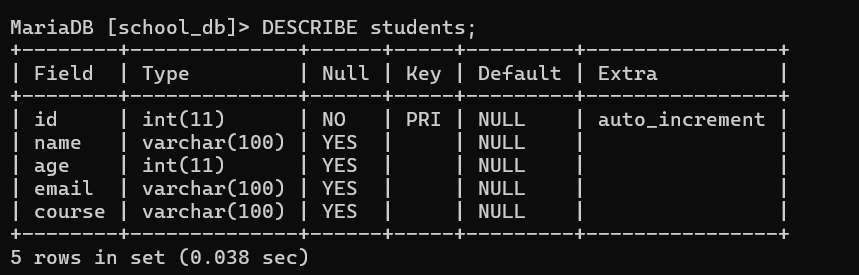 MariaDB [school_db]> DESCRIBE students;
+--------+--------------+------+-----+---------+----------------+
| Field  | Type         | Null | Key | Default | Extra          |
+--------+--------------+------+-----+---------+----------------+
| id     | int(11)      | NO   | PRI | NULL    | auto_increment |
| name   | varchar(100) | YES  |     | NULL    |                |
| age    | int(11)      | YES  |     | NULL    |                |
| email  | varchar(100) | YES  |     | NULL    |                |
| course | varchar(100) | YES  |     | NULL    |                |
+--------+--------------+------+-----+---------+----------------+
5 rows in set (0.038 sec)